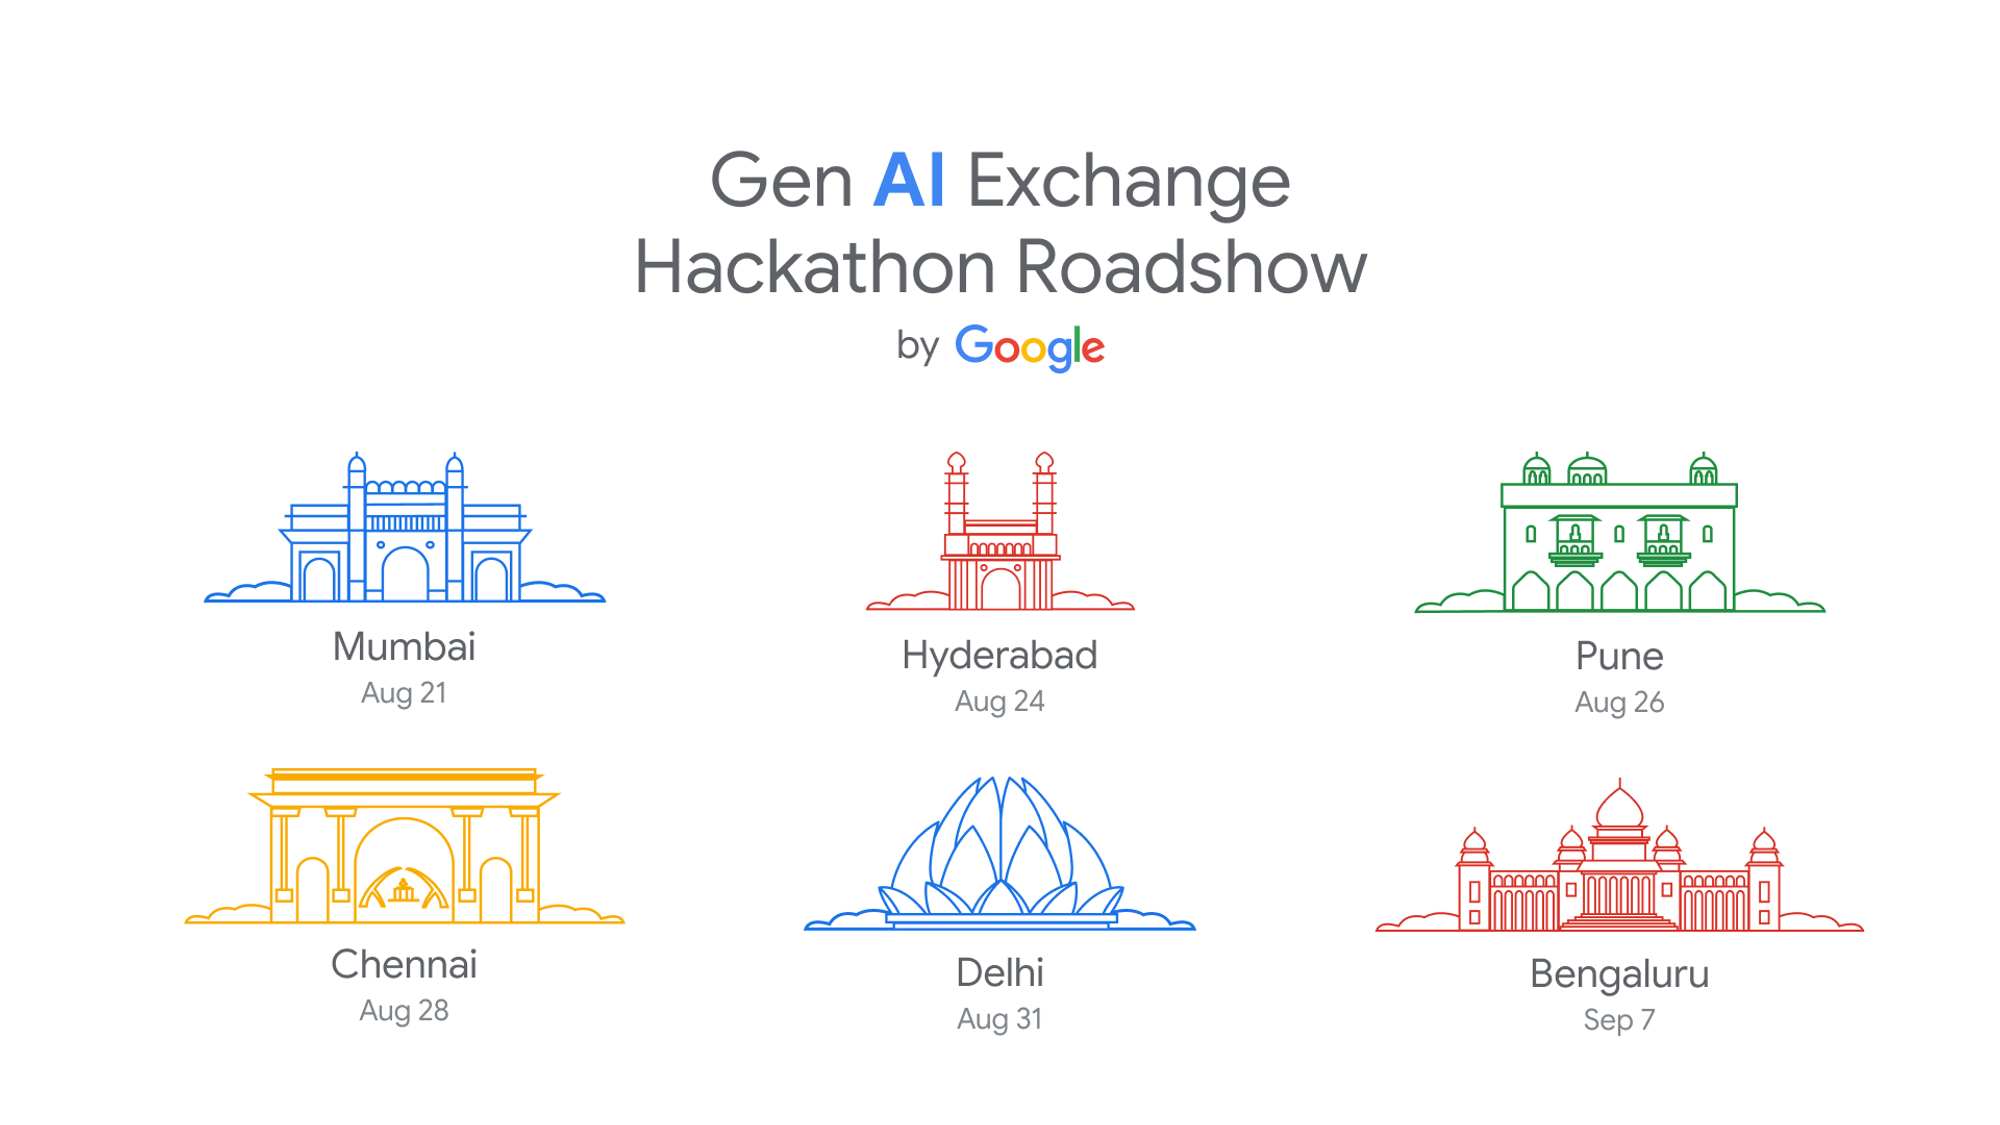 Gen AI Exchange
Hackathon Roadshow
by Google
Mumbai
Aug 21
Hyderabad
Aug 24
Pune
Aug 26
Chennai
Aug 28
Delhi
Aug 31
Bengaluru
Sep 7